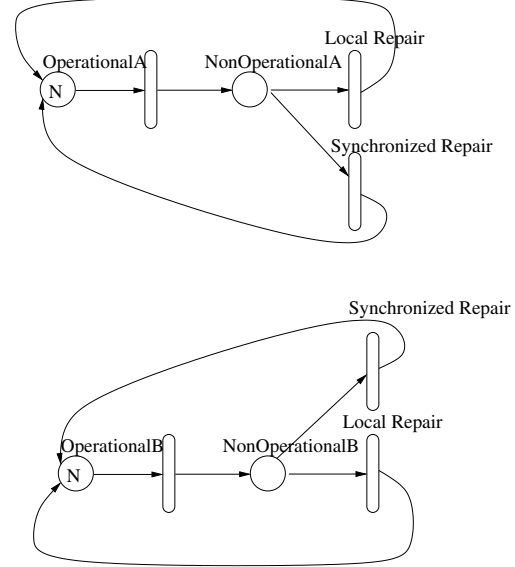 Local Repair
OperationalA
NonOperationalA
N
Synchronized Repair
Synchronized Repair
Local Repair
OperationalB
NonOperationalB
N